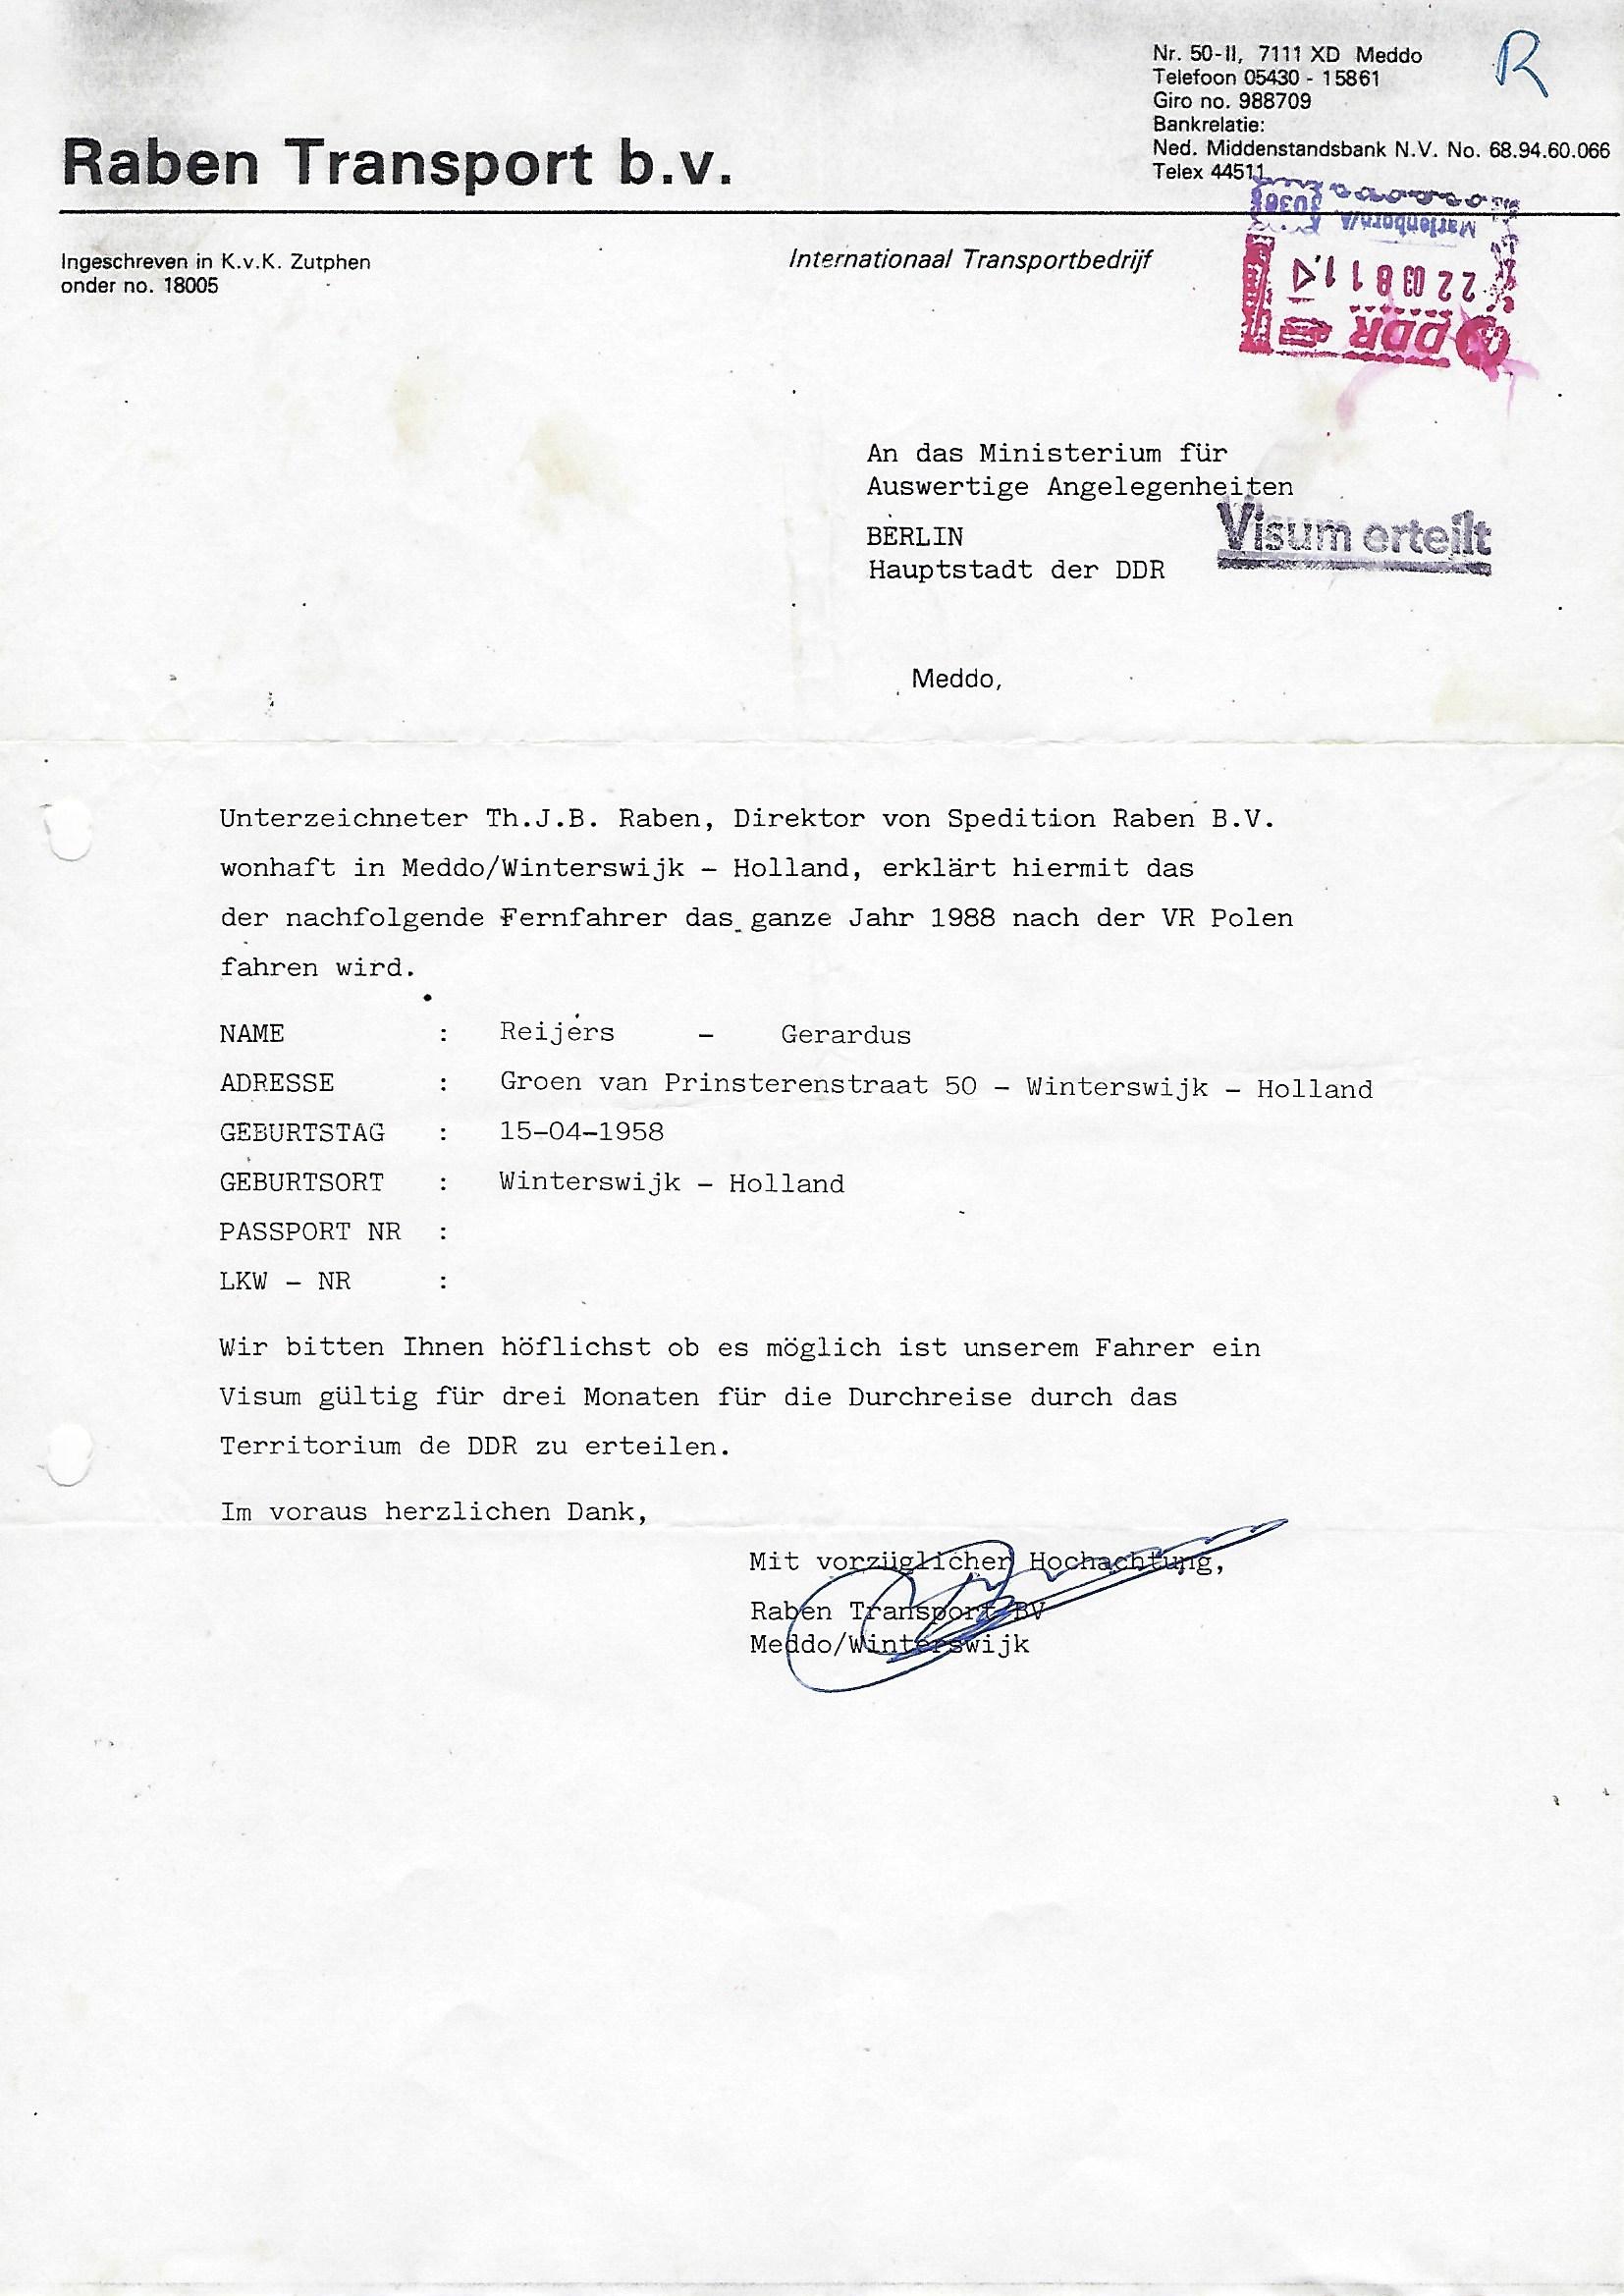 Nr. 50-II, 7111 XD Meddo
Telefoon 05430 - 15861
Giro no. 988709
Bankrelatie:
Ned. Middenstandsbank N.V. No. 68.94.60.066
Telex 44511
R
Raben Transport b.v.
Ingeschreven in K.v.K. Zutphen
onder no. 18005
Internationaal Transportbedrijf
Marienborn/A
22 03 8 11
DDR
An das Ministerium für
Auswertige Angelegenheiten
BERLIN
Hauptstadt der DDR
Visum erteilt
Meddo,
Unterzeichneter Th.J.B. Raben, Direktor von Spedition Raben B.V.
wonhaft in Meddo/Winterswijk - Holland, erklärt hiermit das
der nachfolgende Fernfahrer das ganze Jahr 1988 nach der VR Polen
fahren wird.
NAME : Reijers - Gerardus
ADRESSE : Groen van Prinsterenstraat 50 - Winterswijk - Holland
GEBURTSTAG : 15-04-1958
GEBURTSORT : Winterswijk - Holland
PASSPORT NR :
LKW - NR :
Wir bitten Ihnen höflichst ob es möglich ist unserem Fahrer ein
Visum gültig für drei Monaten für die Durchreise durch das
Territorium de DDR zu erteilen.
Im voraus herzlichen Dank,
Mit vorzüglichen Hochachtung,
Raben Transport BV
Meddo/Winterswijk